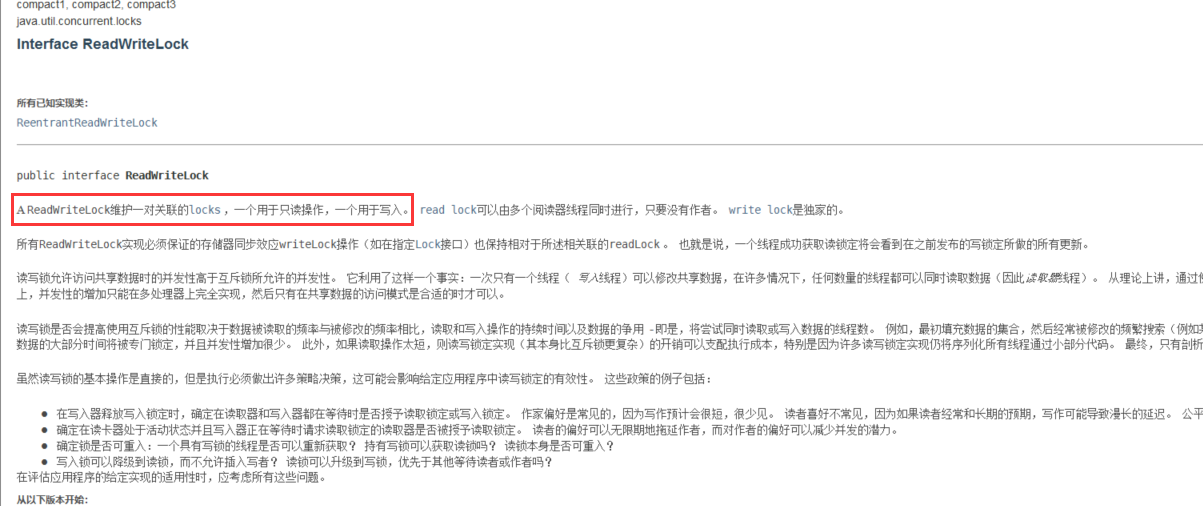 compact1, compact2, compact3
java.util.concurrent.locks
Interface ReadWriteLock
所有已知实现类:
ReentrantReadWriteLock
public interface ReadWriteLock
A ReadWriteLock维护一对关联的locks ，一个用于只读操作，一个用于写入。 read lock可以由多个阅读器线程同时进行，只要没有作者。 write lock是独家的。
所有ReadWriteLock实现必须保证的存储器同步效应writeLock操作（如在指定Lock接口）也保持相对于所述相关联的readLock 。 也就是说，一个线程成功获取读锁定将会看到在之前发布的写锁定所做的所有更新。
读写锁允许访问共享数据时的并发性高于互斥锁所允许的并发性。 它利用了这样一个事实：一次只有一个线程（ 写入线程）可以修改共享数据，在许多情况下，任何数量的线程都可以同时读取数据（因此读取器线程）。 从理论上讲，通过
上，并发性的增加只能在多处理器上完全实现，然后只有在共享数据的访问模式是合适的时才可以。
读写锁是否会提高使用互斥锁的性能取决于数据被读取的频率与被修改的频率相比，读取和写入操作的持续时间以及数据的争用 -即是，将尝试同时读取或写入数据的线程数。 例如，最初填充数据的集合，然后经常被修改的频繁搜索（例如
数据的大部分时间将被专门锁定，并且并发性增加很少。 此外，如果读取操作太短，则读写锁定实现（其本身比互斥锁更复杂）的开销可以支配执行成本，特别是因为许多读写锁定实现仍将序列化所有线程通过小部分代码。 最终，只有剖析
虽然读写锁的基本操作是直接的，但是执行必须做出许多策略决策，这可能会影响给定应用程序中读写锁定的有效性。 这些政策的例子包括：
● 在写入器释放写入锁定时，确定在读取器和写入器都在等待时是否授予读取锁定或写入锁定。 作家偏好是常见的，因为写作预计会很短，很少见。 读者喜好不常见，因为如果读者经常和长期的预期，写作可能导致漫长的延迟。 公平
● 确定在读卡器处于活动状态并且写入器正在等待时请求读取锁定的读取器是否被授予读取锁定。 读者的偏好可以无限期地拖延作者，而对作者的偏好可以减少并发的潜力。
● 确定锁是否可重入：一个具有写锁的线程是否可以重新获取？ 持有写锁可以获取读锁吗？ 读锁本身是否可重入？
● 写入锁可以降级到读锁，而不允许插入写者？ 读锁可以升级到写锁，优先于其他等待读者或作者吗？
在评估应用程序的给定实现的适用性时，应考虑所有这些问题。
从以下版本开始: